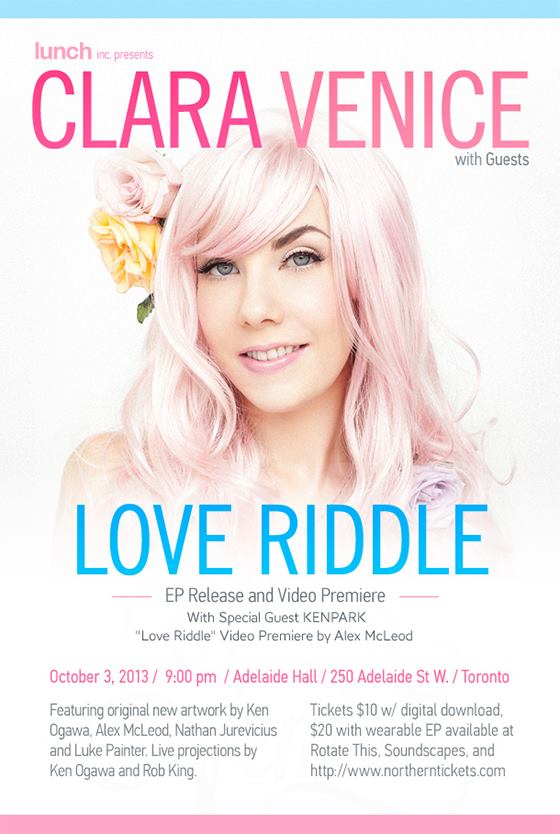 lunch inc. presents
CLARA VENICE
with Guests
LOVE RIDDLE
EP Release and Video Premiere
With Special Guest KENPARK
"Love Riddle" Video Premiere by Alex McLeod
October 3, 2013 / 9:00 pm / Adelaide Hall / 250 Adelaide St W. / Toronto
Featuring original new artwork by Ken
Ogawa, Alex McLeod, Nathan Jurevicius
and Luke Painter. Live projections by
Ken Ogawa and Rob King.
Tickets $10 w/ digital download,
$20 with wearable EP available at
Rotate This, Soundscapes, and
http://www.northerntickets.com